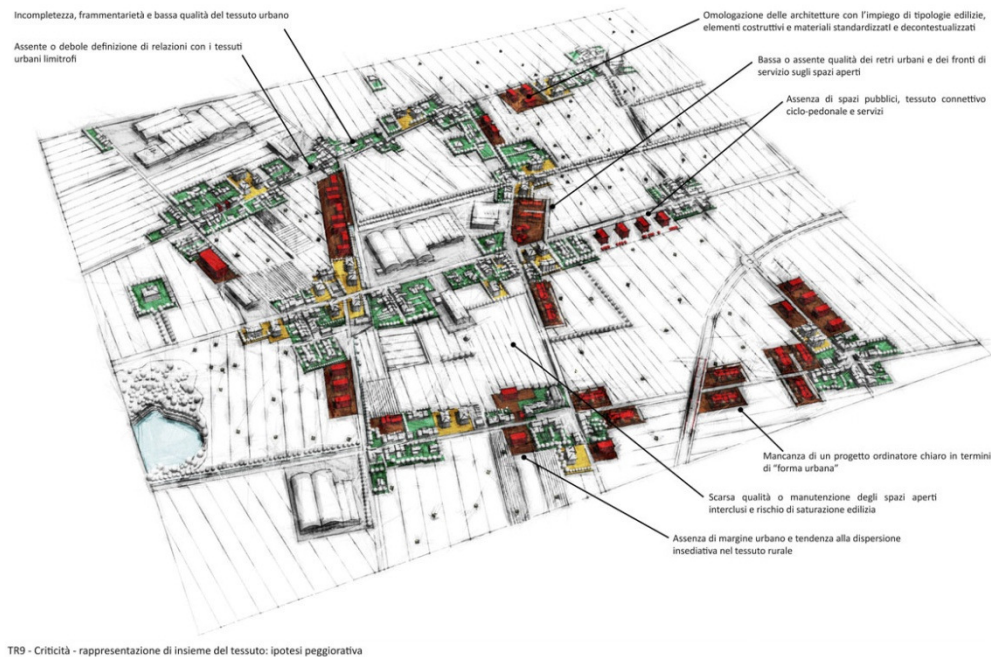 Incompletezza, frammentarietà e bassa qualità del tessuto urbano
Assente o debole definizione di relazioni con i tessuti
urbani limitrofi
Omologazione delle architetture con l'impiego di tipologie edilizie,
elementi costruttivi e materiali standardizzati e decontestualizzati
Bassa o assente qualità dei retri urbani e dei fronti di
servizio sugli spazi aperti
Assenza di spazi pubblici, tessuto connettivo
ciclo-pedonale e servizi
Mancanza di un progetto ordinatore chiaro in termini
di "forma urbana"
Scarsa qualità o manutenzione degli spazi aperti
interclusi e rischio di saturazione edilizia
Assenza di margine urbano e tendenza alla dispersione
insediativa nel tessuto rurale
TR9 - Criticità - rappresentazione di insieme del tessuto: ipotesi peggiorativa